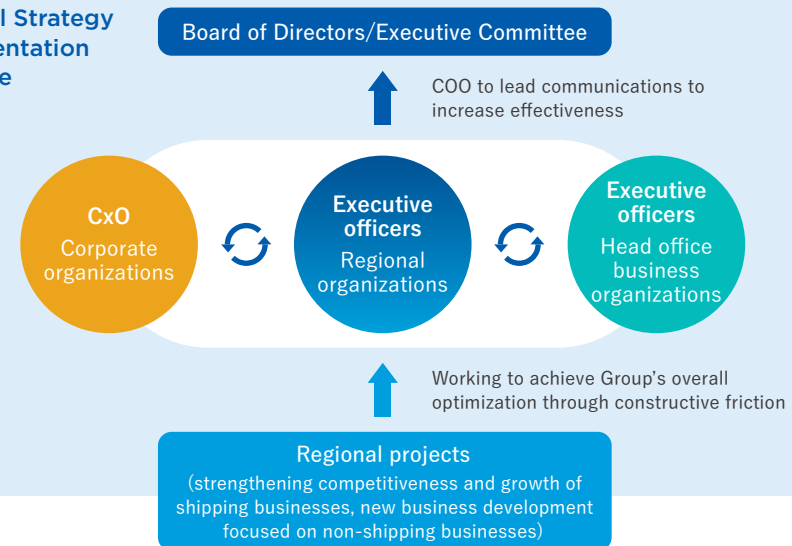 l Strategy
entation
e
Board of Directors/Executive Committee
COO to lead communications to
increase effectiveness
CxO
Corporate
organizations
Executive
officers
Regional
organizations
Executive
officers
Head office
business
organizations
Working to achieve Group's overall
optimization through constructive friction
Regional projects
(strengthening competitiveness and growth of
shipping businesses, new business development
focused on non-shipping businesses)